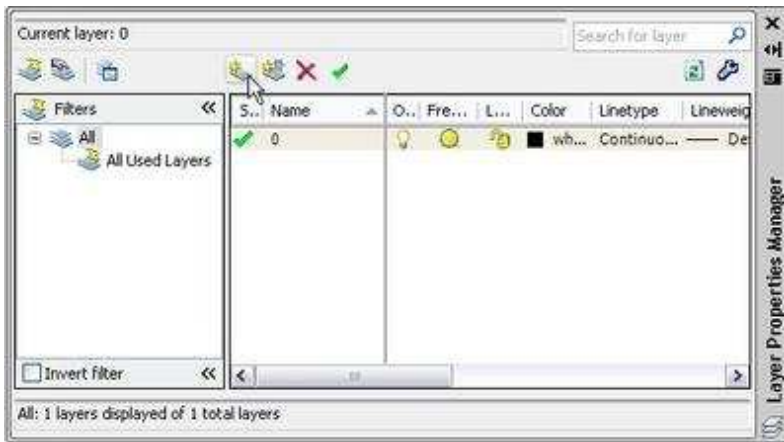 Current layer: 0
Search for layer
Filters
S.. Name O.. Fre... L... Color Linetype Lineweig
All
0 wh... Continuo... De
All Used Layers
Invert filter
All: 1 layers displayed of 1 total layers
Layer Properties Manager